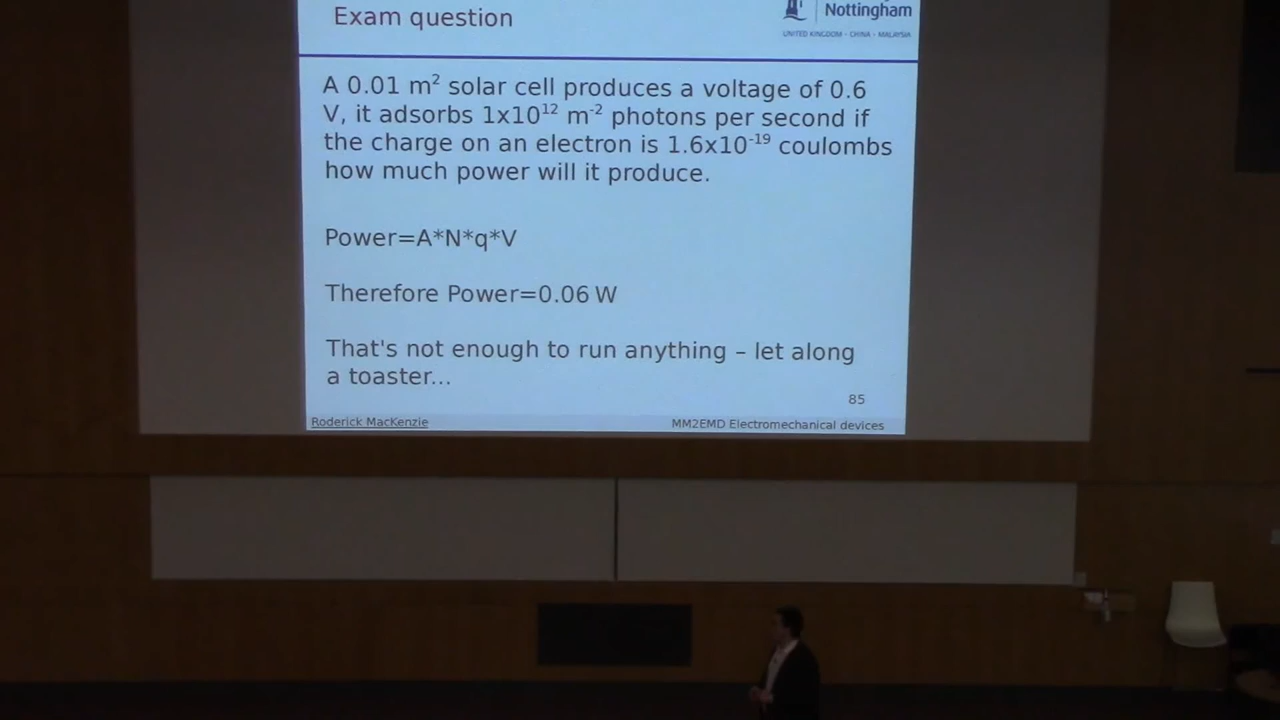 Exam question
Nottingham
UNITED KINGDOM · CHINA · MALAYSIA
A 0.01 m² solar cell produces a voltage of 0.6
V, it adsorbs 1x10¹² m⁻² photons per second if
the charge on an electron is 1.6x10⁻¹⁹ coulombs
how much power will it produce.
Power=A*N*q*V
Therefore Power=0.06 W
That's not enough to run anything – let along
a toaster...
85
Roderick MacKenzie
MM2EMD Electromechanical devices